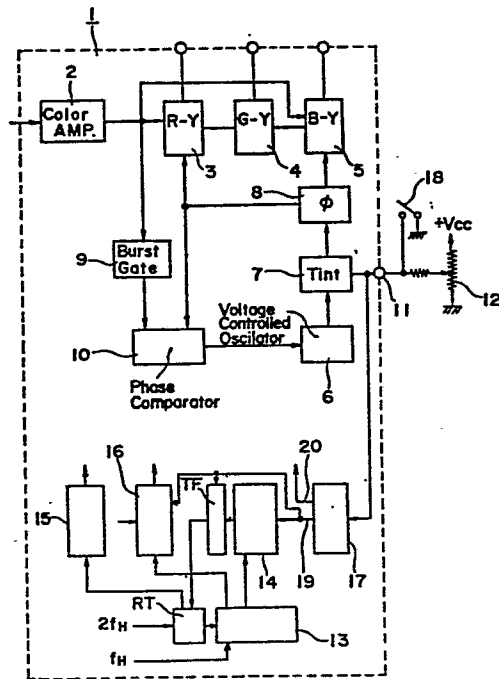 1
2
Color
AMP.
R-Y
G-Y
B-Y
3
4
5
8
ϕ
18
+Vcc
9
Burst
Gate
7
Tint
11
12
Voltage
Controlled
Oscilator
10
6
Phase
Comparator
16
TF
20
15
14
19
17
RT
2fH
13
fH